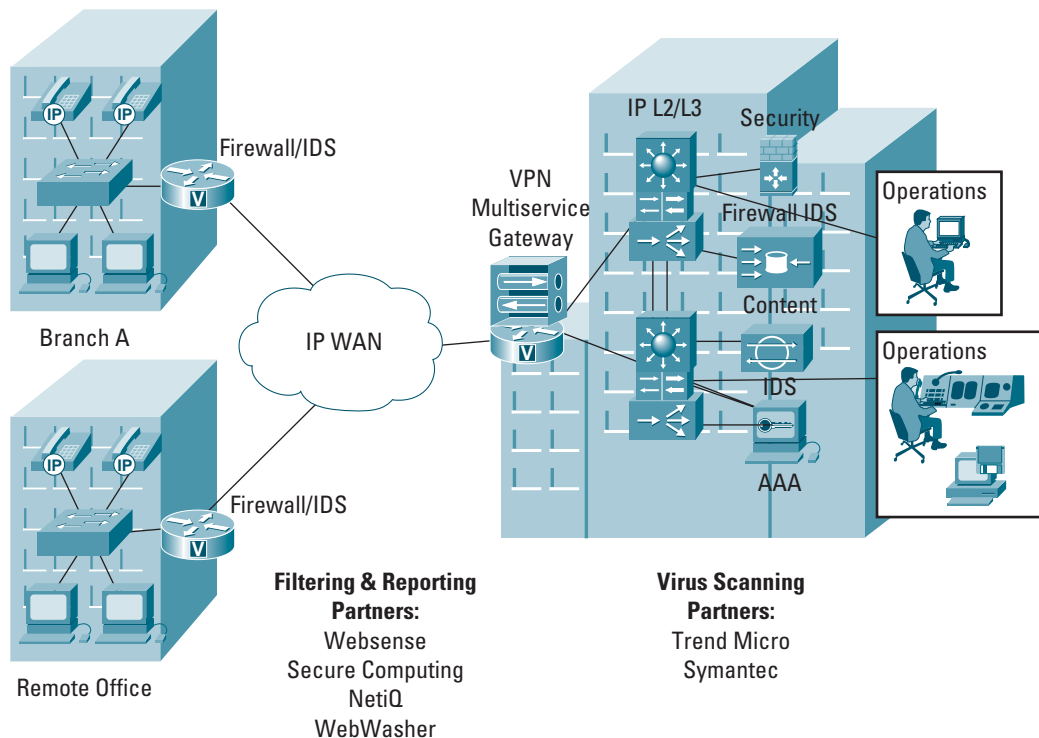 IP
IP
Firewall/IDS
V
Branch A
IP
IP
Firewall/IDS
V
Remote Office
IP WAN
VPN
Multiservice
Gateway
V
IP L2/L3
Security
Firewall IDS
Content
IDS
AAA
Operations
Operations
Filtering & Reporting
Partners:
Websense
Secure Computing
NetiQ
WebWasher
Virus Scanning
Partners:
Trend Micro
Symantec